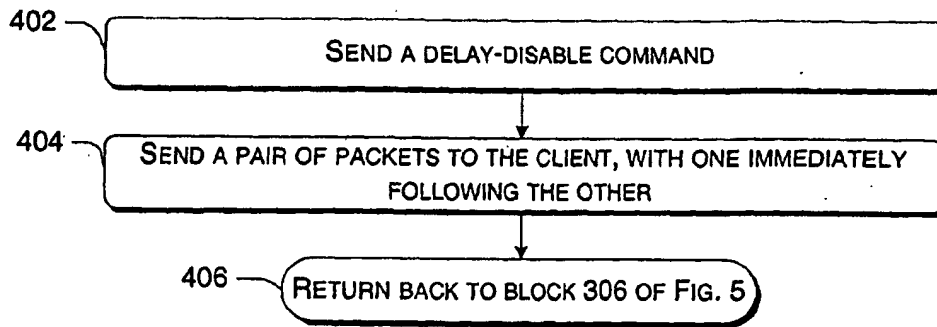 402
SEND A DELAY-DISABLE COMMAND
404
SEND A PAIR OF PACKETS TO THE CLIENT, WITH ONE IMMEDIATELY
FOLLOWING THE OTHER
406
RETURN BACK TO BLOCK 306 OF FIG. 5